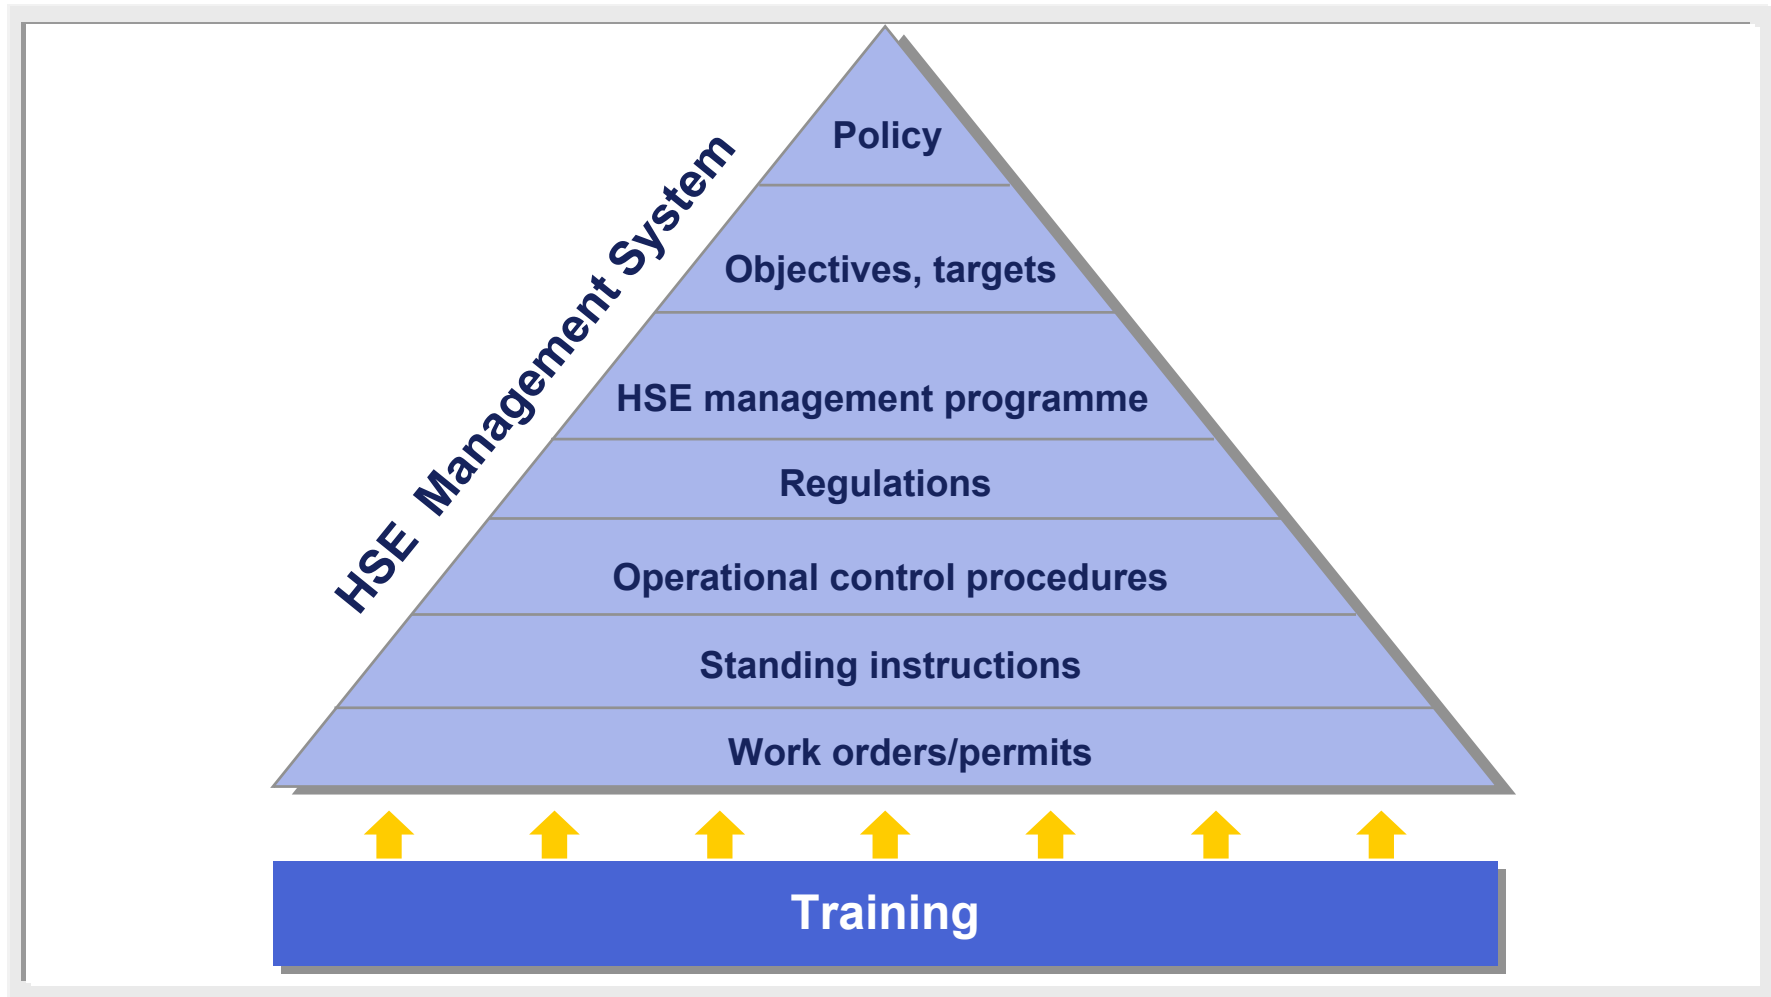 HSE  Management System
Policy
Objectives, targets
HSE management programme
Regulations
Operational control procedures
Standing instructions
Work orders/permits
Training